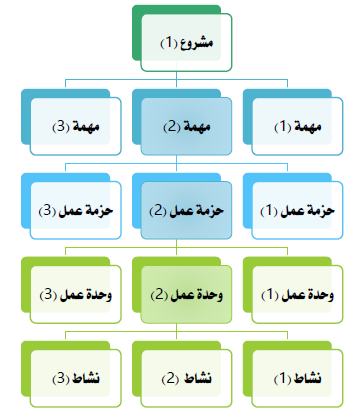 مشروع (1)
مهمة (1)
مهمة (2)
مهمة (3)
حزمة عمل (1)
حزمة عمل (2)
حزمة عمل (3)
وحدة عمل (1)
وحدة عمل (2)
وحدة عمل (3)
نشاط (1)
نشاط (2)
نشاط (3)